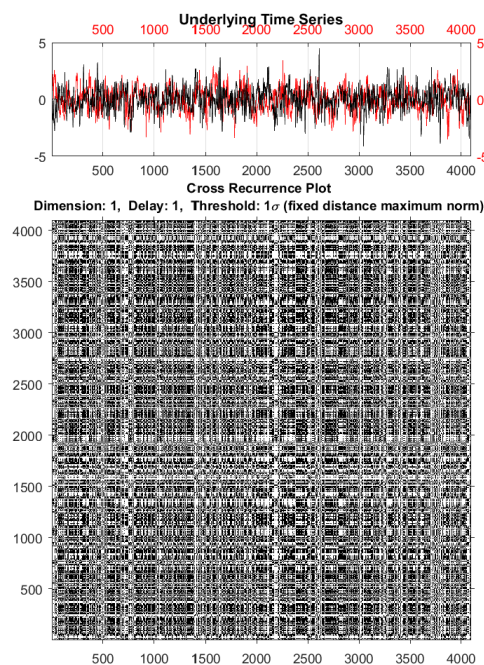 Underlying Time Series
500 1000 1500 2000 2500 3000 3500 4000
5 5
0 0
-5 -5
500 1000 1500 2000 2500 3000 3500 4000
Cross Recurrence Plot
Dimension: 1, Delay: 1, Threshold: 1σ (fixed distance maximum norm)
4000
3500
3000
2500
2000
1500
1000
500
500 1000 1500 2000 2500 3000 3500 4000